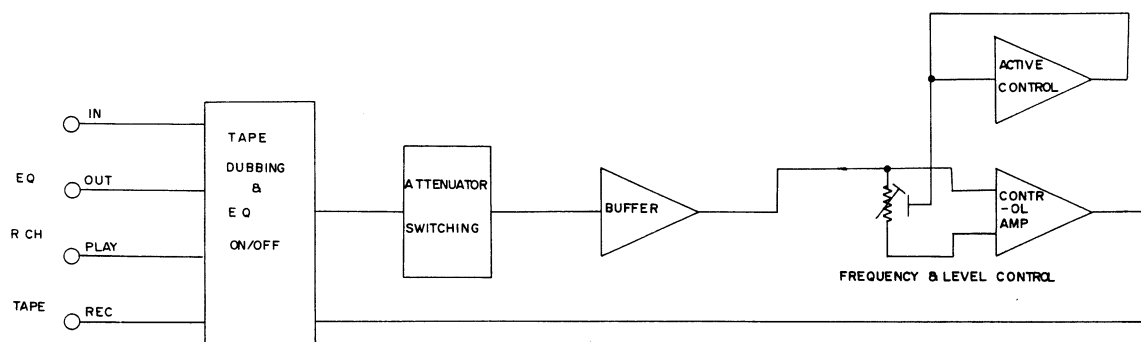 IN
EQ OUT
R CH PLAY
TAPE REC
TAPE
DUBBING
&
EQ
ON/OFF
ATTENUATOR
SWITCHING
BUFFER
ACTIVE
CONTROL
CONTR
-OL
AMP
FREQUENCY & LEVEL CONTROL